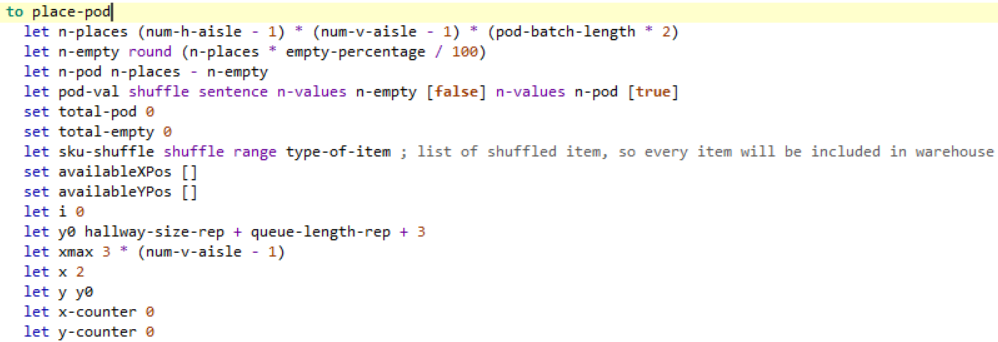 to place-pod
let n-places (num-h-aisle - 1) * (num-v-aisle - 1) * (pod-batch-length * 2)
let n-empty round (n-places * empty-percentage / 100)
let n-pod n-places - n-empty
let pod-val shuffle sentence n-values n-empty [false] n-values n-pod [true]
set total-pod 0
set total-empty 0
let sku-shuffle shuffle range type-of-item ; list of shuffled item, so every item will be included in warehouse
set availableXPos []
set availableYPos []
let i 0
let y0 hallway-size-rep + queue-length-rep + 3
let xmax 3 * (num-v-aisle - 1)
let x 2
let y y0
let x-counter 0
let y-counter 0